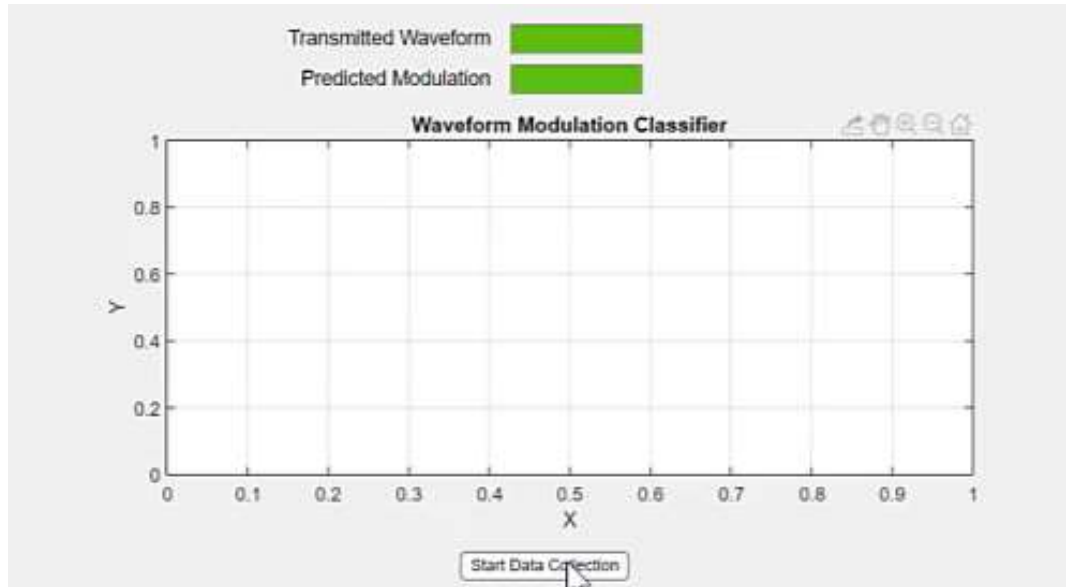 Transmitted Waveform
Predicted Modulation
Waveform Modulation Classifier
1
0.8
0.6
0.4
0.2
0
Y
0 0.1 0.2 0.3 0.4 0.5 0.6 0.7 0.8 0.9 1
X
Start Data Collection